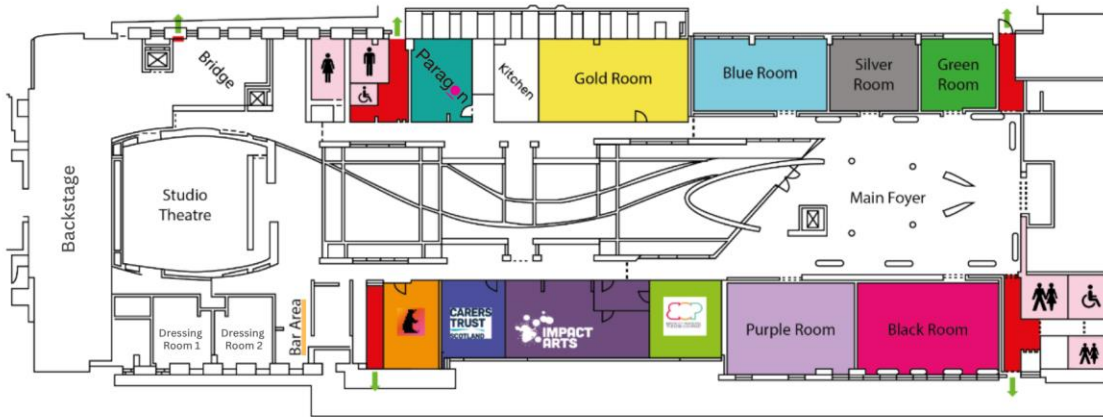 Backstage
Bridge
Paragon
Kitchen
Gold Room
Blue Room
Silver
Room
Green
Room
Studio
Theatre
Main Foyer
Dressing
Room 1
Dressing
Room 2
Bar Area
CARERS
TRUST
SCOTLAND
IMPACT
ARTS
Purple Room
Black Room